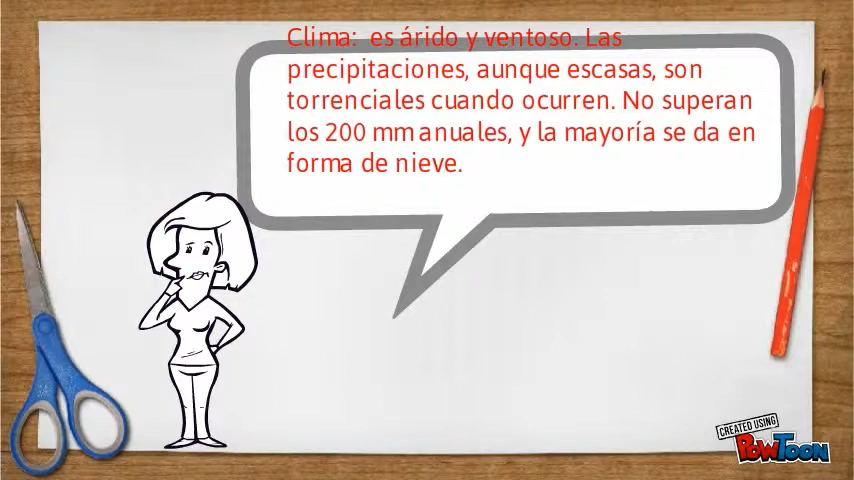 Clima:  es árido y ventoso. Las
precipitaciones, aunque escasas, son
torrenciales cuando ocurren. No superan
los 200 mm anuales, y la mayoría se da en
forma de nieve.
CREATED USING
POWTOON